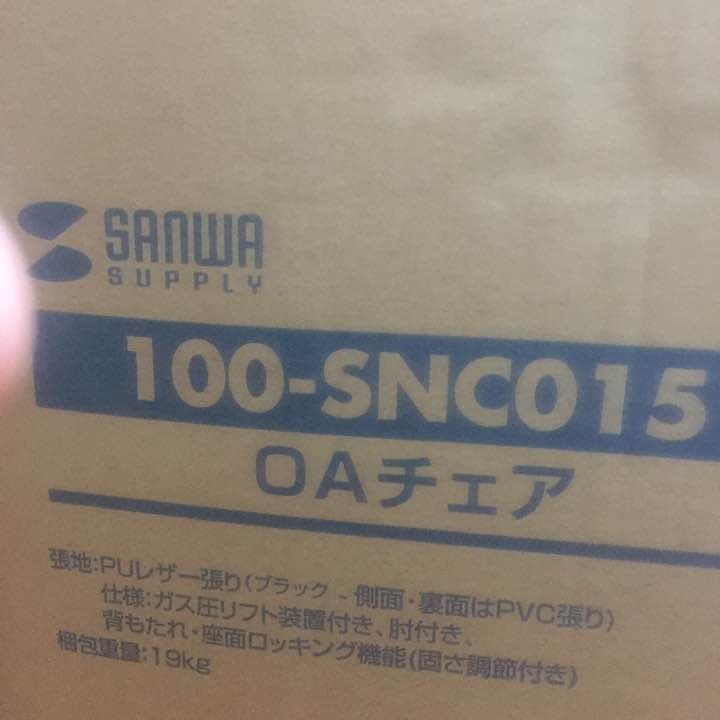 SANWA
SUPPLY
100-SNC015
OAチェア
張地:PUレザー張り(ブラック 、側面・裏面はPVC張り)
仕様:ガス圧リフト装置付き、肘付き、
背もたれ・座面ロッキング機能(固さ調節付き)
梱包重量:19kg